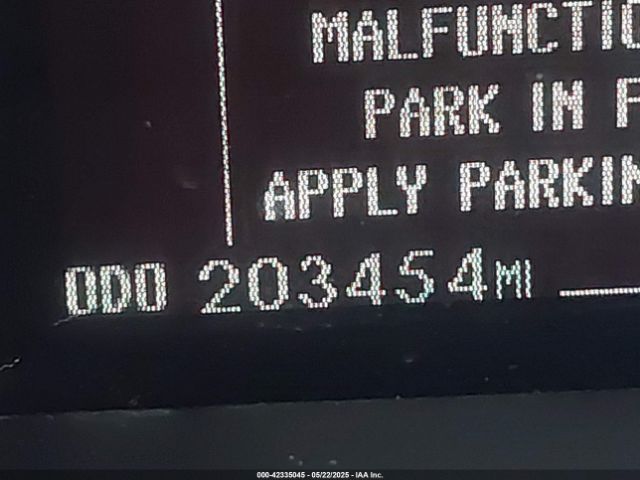 MALFUNCTIO
PARK IN
APPLY PARKIN
ODO 203454MI
000-42335045 - 05/22/2025 - IAA Inc.